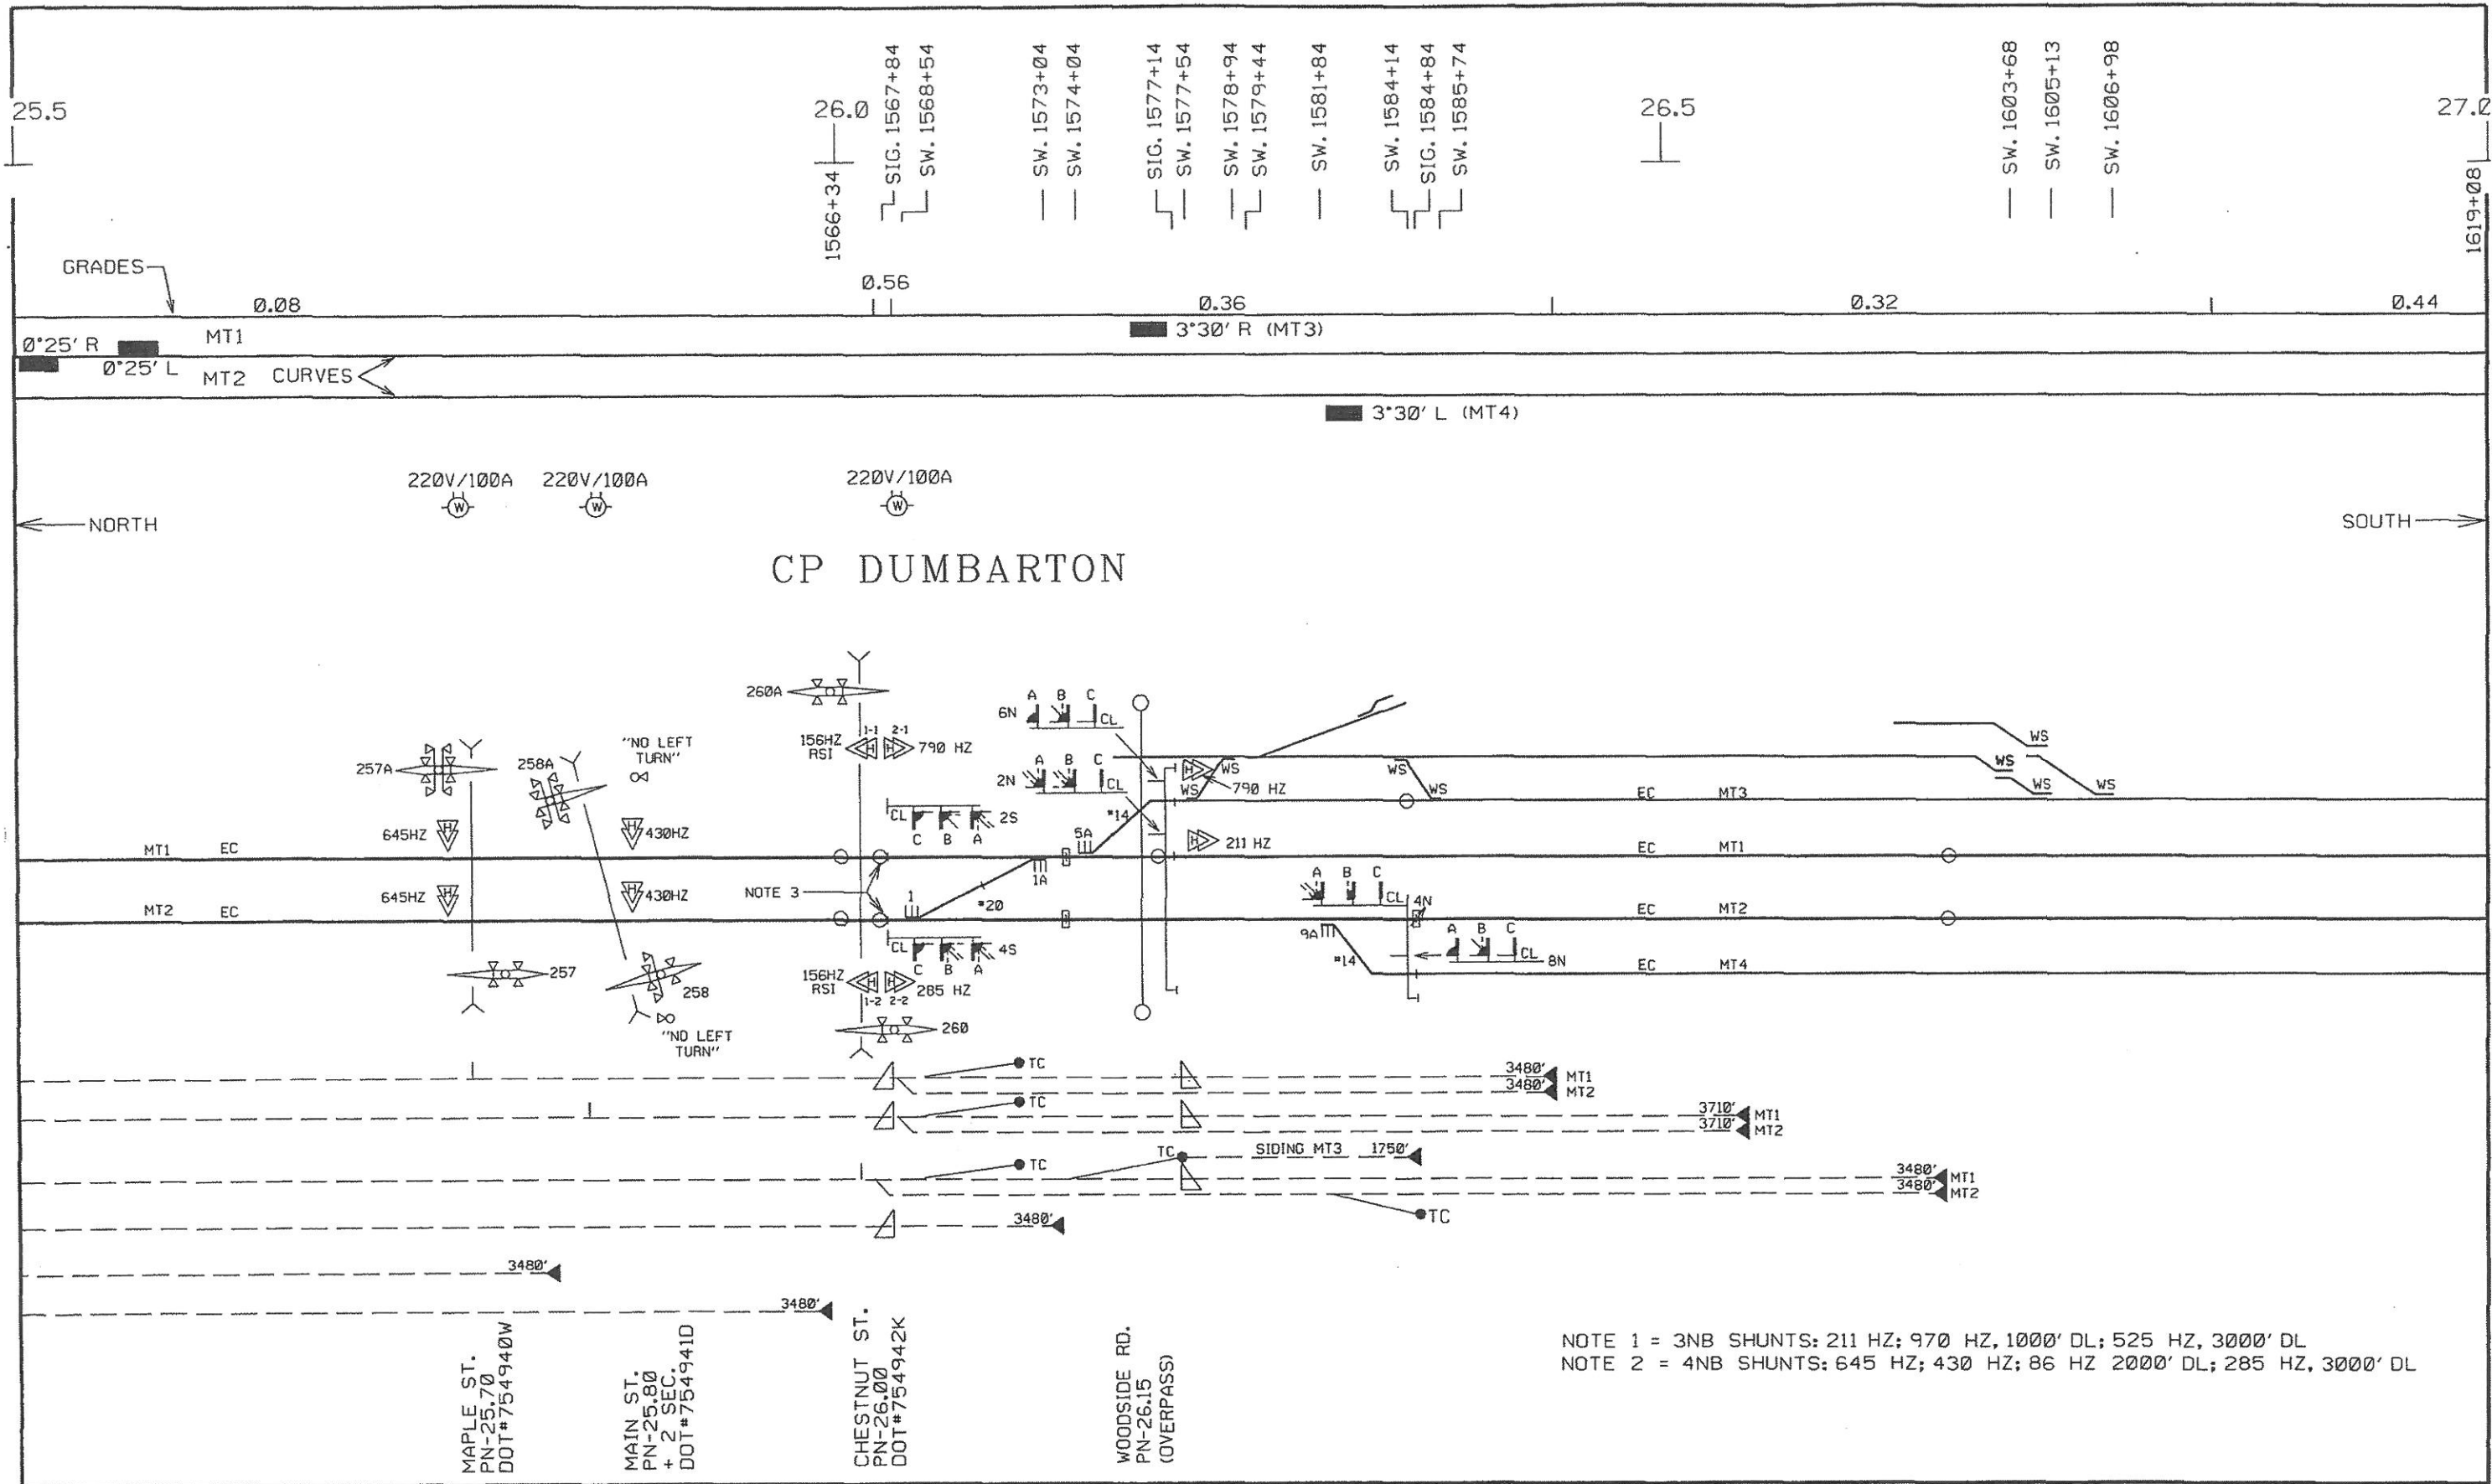 25.5
26.0
SIG. 1567+84
SW. 1568+54
SW. 1573+04
SW. 1574+04
SIG. 1577+14
SW. 1577+54
SW. 1578+94
SW. 1579+44
SW. 1581+84
SW. 1584+14
SIG. 1584+84
SW. 1585+74
26.5
SW. 1603+68
SW. 1605+13
SW. 1606+98
27.0
1566+34
1619+08
GRADES
0.08
0.56
0.36
0.32
0.44
MT1
3°30' R (MT3)
0°25' R
0°25' L
MT2
CURVES
3°30' L (MT4)
220V/100A
220V/100A
220V/100A
W
W
W
NORTH
SOUTH
CP DUMBARTON
260A
A B C
6N
CL
257A
258A
"NO LEFT
TURN"
156HZ
RSI
1-1 2-1
H
H
790 HZ
A B C
2N
CL
H
WS
WS
790 HZ
WS
WS
WS
WS
WS
WS
CL
2S
C B A
#14
EC
MT3
645HZ
H
H
430HZ
5A
H
211 HZ
MT1
EC
EC
MT1
NOTE 3
1A
645HZ
H
H
430HZ
1
#20
A B C
CL
4N
MT2
EC
EC
MT2
CL
4S
C B A
9A
#14
A B C
CL
8N
EC
MT4
257
258
"NO LEFT
TURN"
156HZ
RSI
H
H
1-2 2-2
285 HZ
260
TC
3480'
MT1
3480'
MT2
TC
3710'
MT1
3710'
MT2
TC
TC
SIDING MT3
1750'
3480'
MT1
3480'
MT2
TC
3480'
3480'
3480'
MAPLE ST.
PN-25.70
DOT#754940W
MAIN ST.
PN-25.80
+ 2 SEC.
DOT#754941D
CHESTNUT ST.
PN-26.00
DOT#754942K
WOODSIDE RD.
PN-26.15
(OVERPASS)
NOTE 1 = 3NB SHUNTS: 211 HZ; 970 HZ, 1000' DL; 525 HZ, 3000' DL
NOTE 2 = 4NB SHUNTS: 645 HZ; 430 HZ; 86 HZ 2000' DL; 285 HZ, 3000' DL